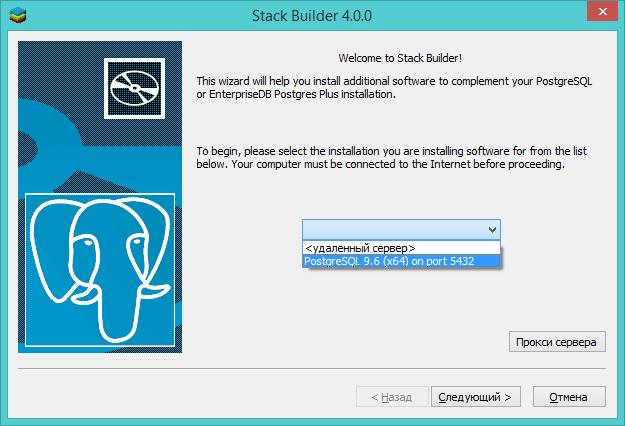 Stack Builder 4.0.0
Welcome to Stack Builder!
This wizard will help you install additional software to complement your PostgreSQL
or EnterpriseDB Postgres Plus installation.
To begin, please select the installation you are installing software for from the list
below. Your computer must be connected to the Internet before proceeding.
<удаленный сервер>
PostgreSQL 9.6 (x64) on port 5432
Прокси сервера
< Назад
Следующий >
Отмена